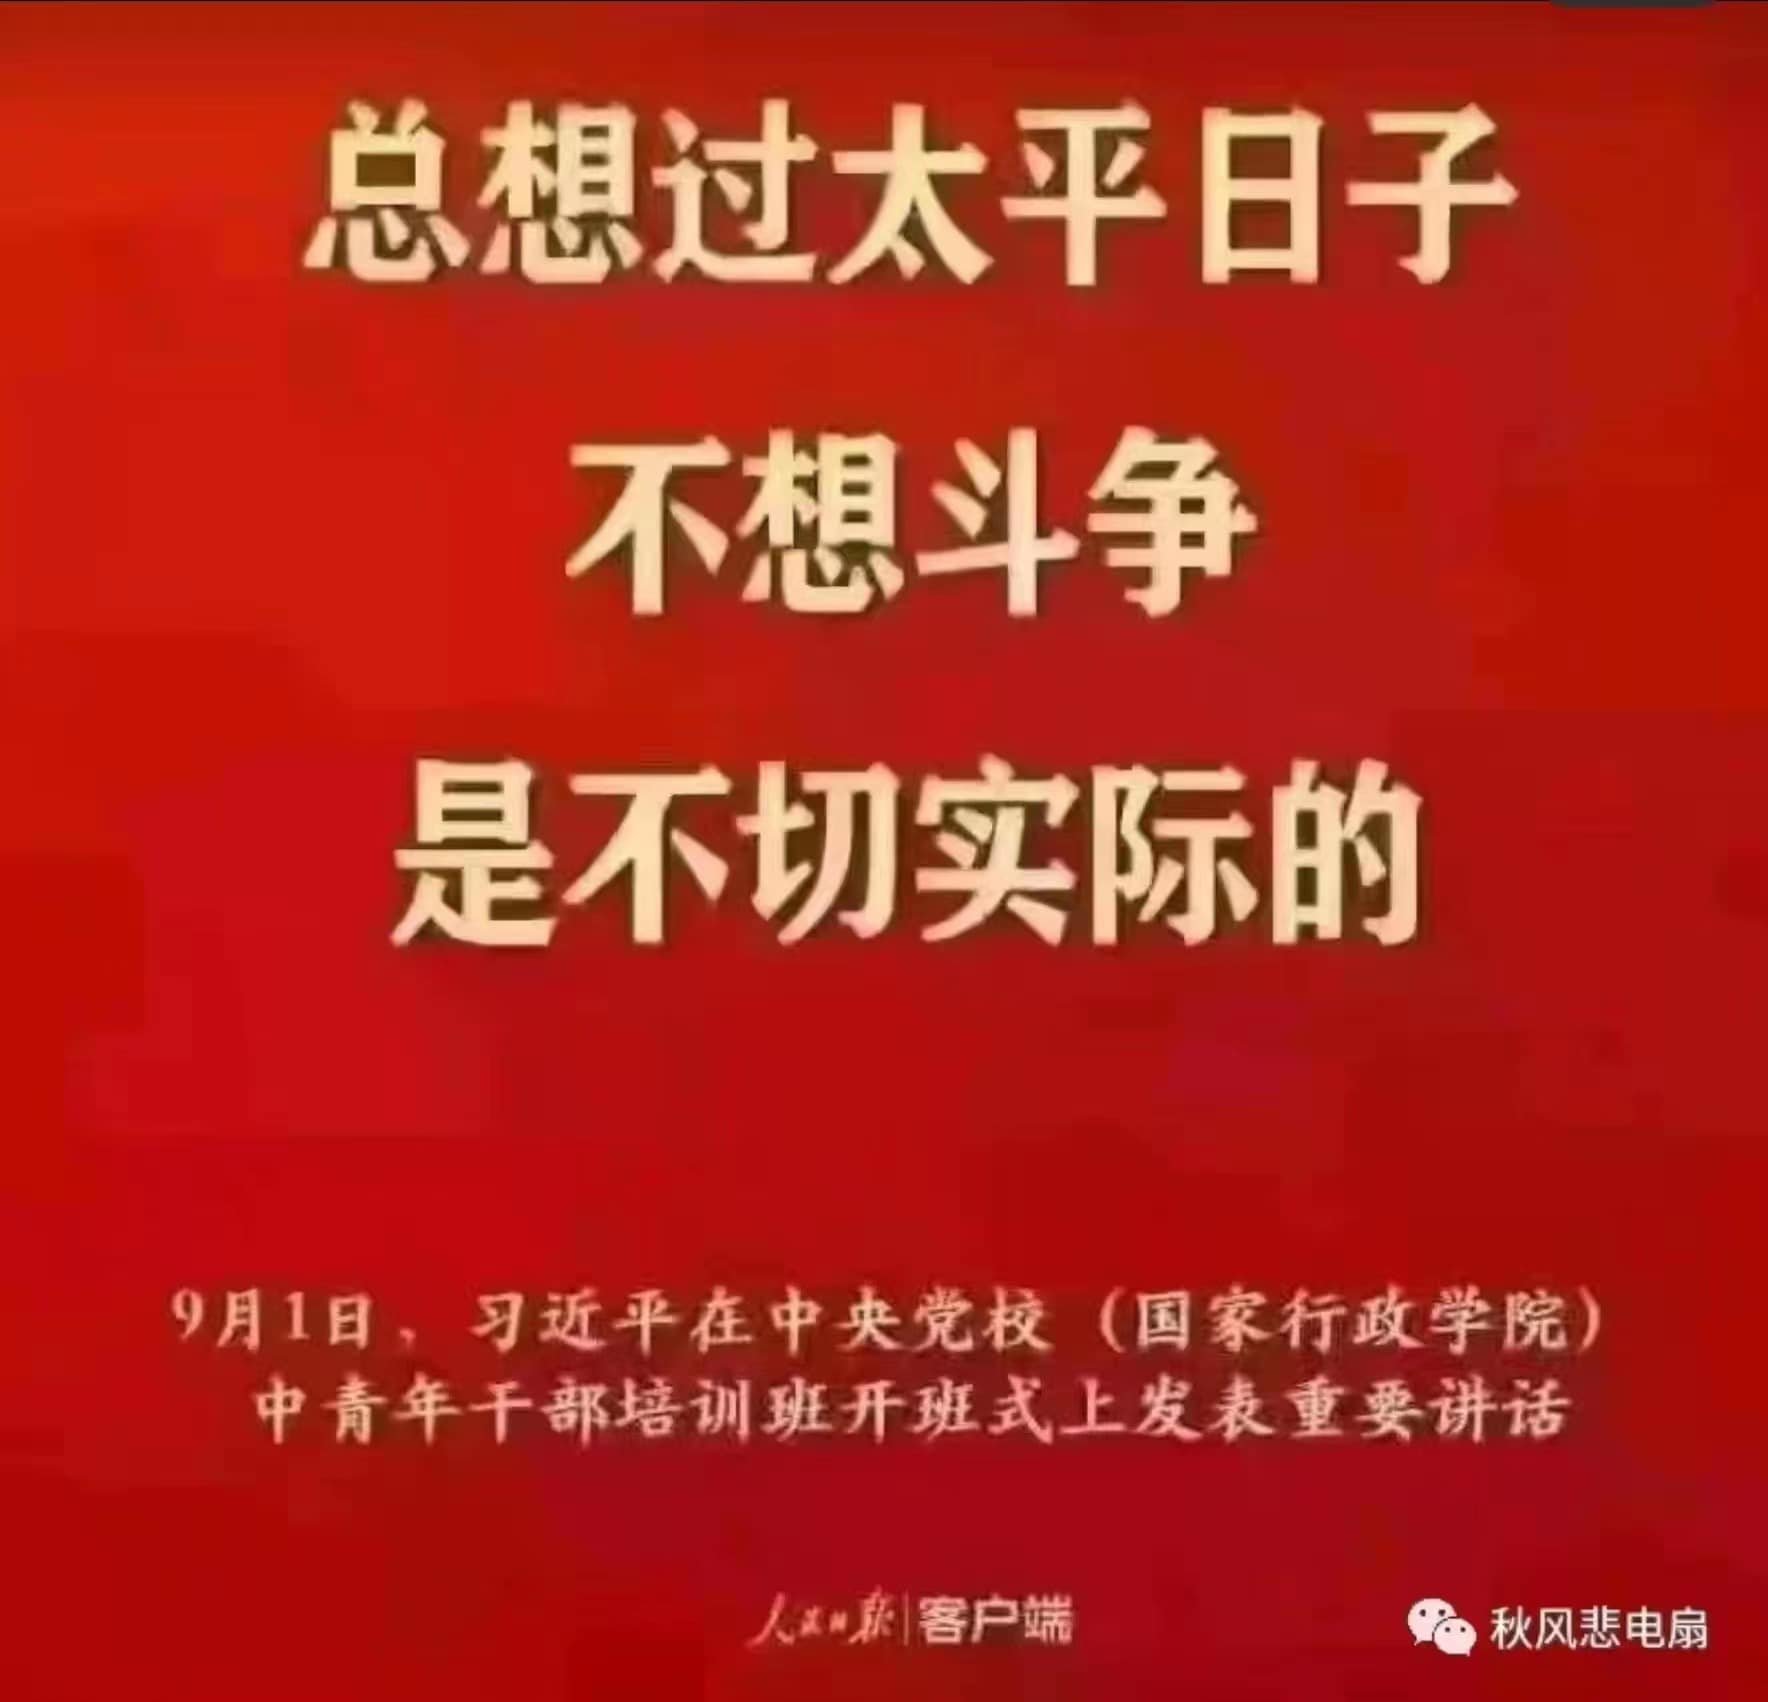 总想过太平日子
不想斗争
是不切实际的
9月1日，习近平在中央党校（国家行政学院）
中青年干部培训班开班式上发表重要讲话
人民日报|客户端
秋风悲电扇